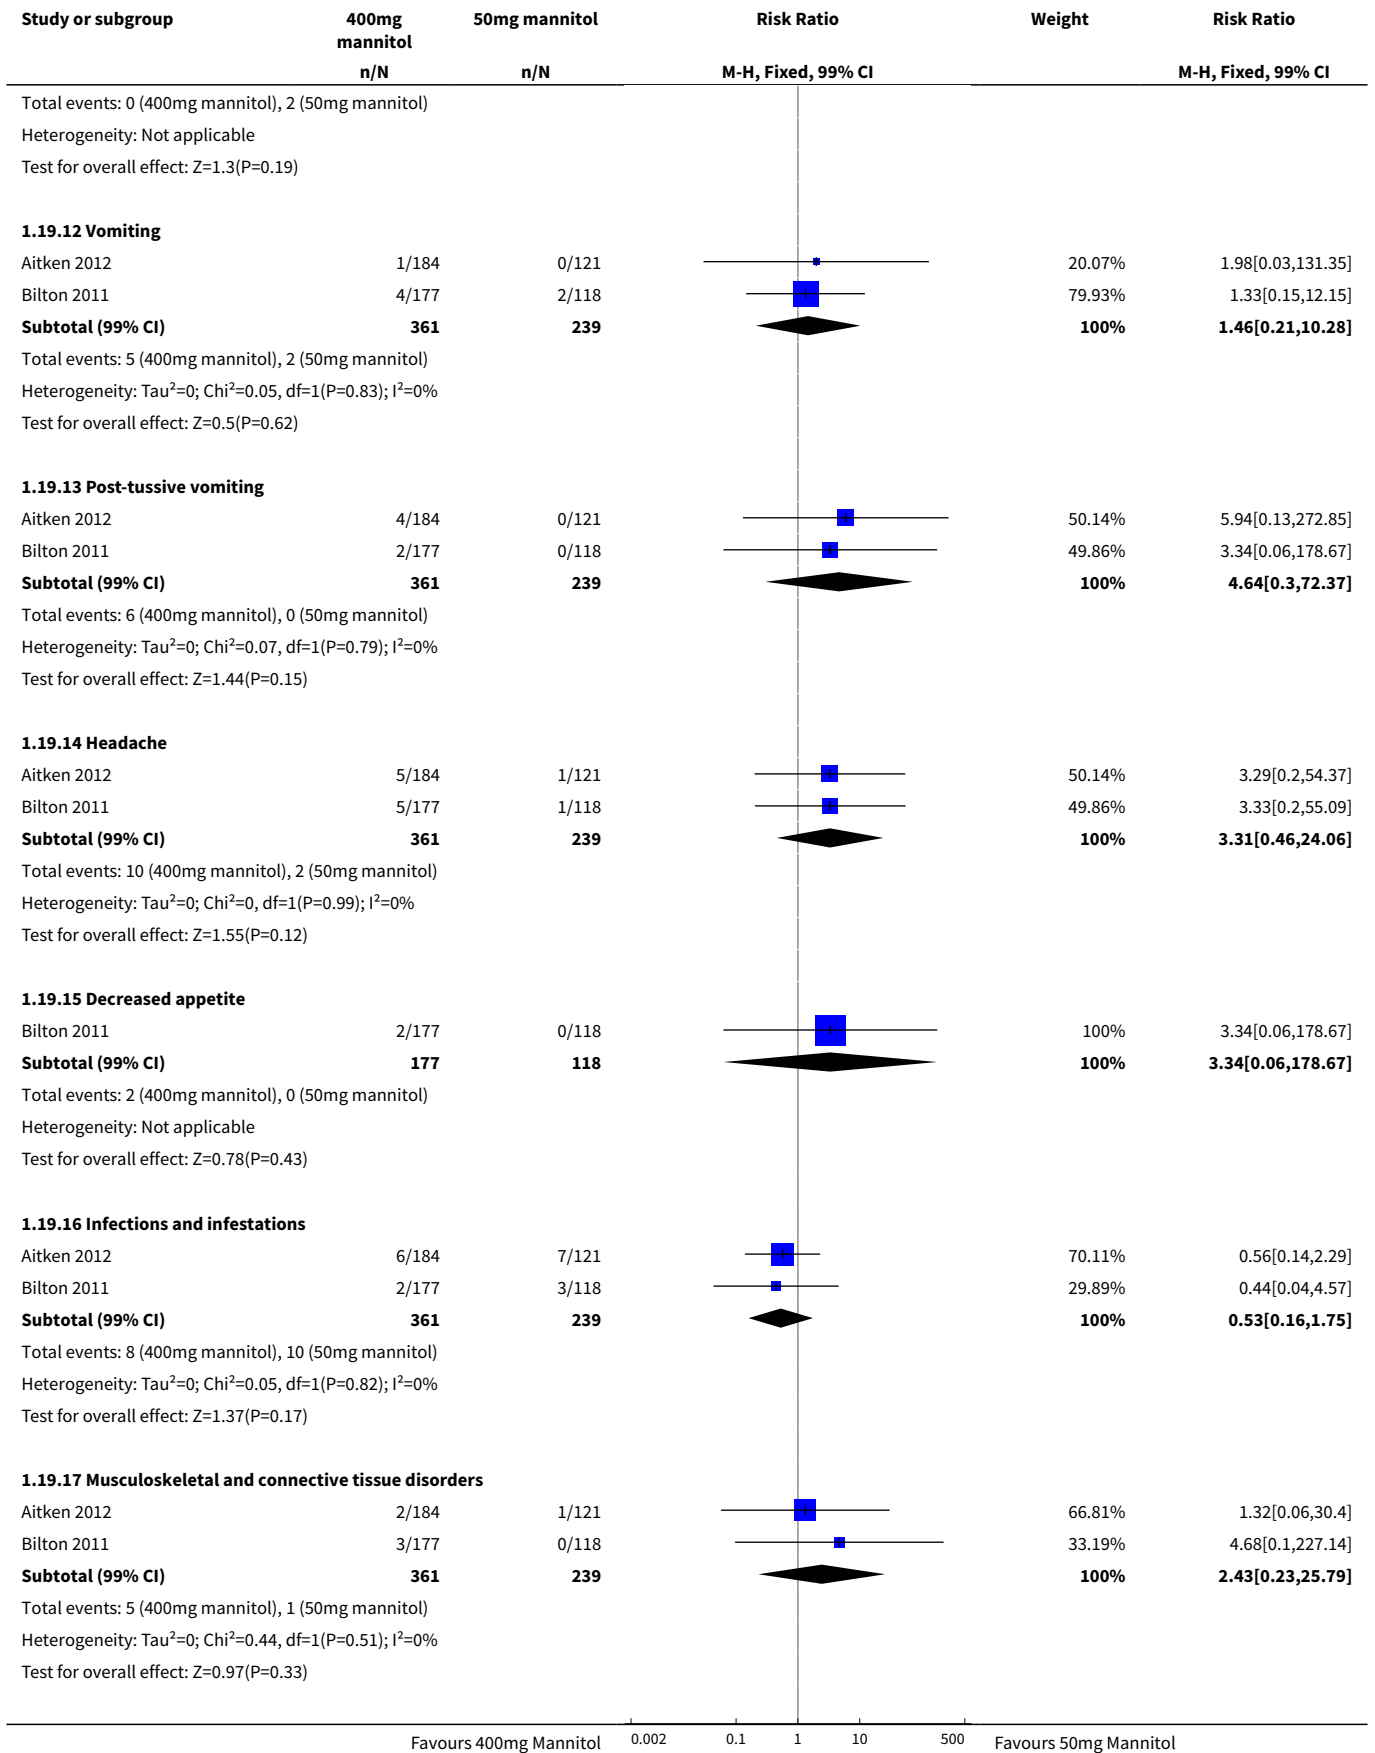 Study or subgroup 400mg 50mg mannitol Risk Ratio Weight Risk Ratio
mannitol
n/N n/N M-H, Fixed, 99% CI M-H, Fixed, 99% CI
Total events: 0 (400mg mannitol), 2 (50mg mannitol)
Heterogeneity: Not applicable
Test for overall effect: Z=1.3(P=0.19)
1.19.12 Vomiting
Aitken 2012 1/184 0/121 20.07% 1.98[0.03,131.35]
Bilton 2011 4/177 2/118 79.93% 1.33[0.15,12.15]
Subtotal (99% CI) 361 239 100% 1.46[0.21,10.28]
Total events: 5 (400mg mannitol), 2 (50mg mannitol)
Heterogeneity: Tau²=0; Chi²=0.05, df=1(P=0.83); I²=0%
Test for overall effect: Z=0.5(P=0.62)
1.19.13 Post-tussive vomiting
Aitken 2012 4/184 0/121 50.14% 5.94[0.13,272.85]
Bilton 2011 2/177 0/118 49.86% 3.34[0.06,178.67]
Subtotal (99% CI) 361 239 100% 4.64[0.3,72.37]
Total events: 6 (400mg mannitol), 0 (50mg mannitol)
Heterogeneity: Tau²=0; Chi²=0.07, df=1(P=0.79); I²=0%
Test for overall effect: Z=1.44(P=0.15)
1.19.14 Headache
Aitken 2012 5/184 1/121 50.14% 3.29[0.2,54.37]
Bilton 2011 5/177 1/118 49.86% 3.33[0.2,55.09]
Subtotal (99% CI) 361 239 100% 3.31[0.46,24.06]
Total events: 10 (400mg mannitol), 2 (50mg mannitol)
Heterogeneity: Tau²=0; Chi²=0, df=1(P=0.99); I²=0%
Test for overall effect: Z=1.55(P=0.12)
1.19.15 Decreased appetite
Bilton 2011 2/177 0/118 100% 3.34[0.06,178.67]
Subtotal (99% CI) 177 118 100% 3.34[0.06,178.67]
Total events: 2 (400mg mannitol), 0 (50mg mannitol)
Heterogeneity: Not applicable
Test for overall effect: Z=0.78(P=0.43)
1.19.16 Infections and infestations
Aitken 2012 6/184 7/121 70.11% 0.56[0.14,2.29]
Bilton 2011 2/177 3/118 29.89% 0.44[0.04,4.57]
Subtotal (99% CI) 361 239 100% 0.53[0.16,1.75]
Total events: 8 (400mg mannitol), 10 (50mg mannitol)
Heterogeneity: Tau²=0; Chi²=0.05, df=1(P=0.82); I²=0%
Test for overall effect: Z=1.37(P=0.17)
1.19.17 Musculoskeletal and connective tissue disorders
Aitken 2012 2/184 1/121 66.81% 1.32[0.06,30.4]
Bilton 2011 3/177 0/118 33.19% 4.68[0.1,227.14]
Subtotal (99% CI) 361 239 100% 2.43[0.23,25.79]
Total events: 5 (400mg mannitol), 1 (50mg mannitol)
Heterogeneity: Tau²=0; Chi²=0.44, df=1(P=0.51); I²=0%
Test for overall effect: Z=0.97(P=0.33)
Favours 400mg Mannitol 0.002 0.1 1 10 500 Favours 50mg Mannitol